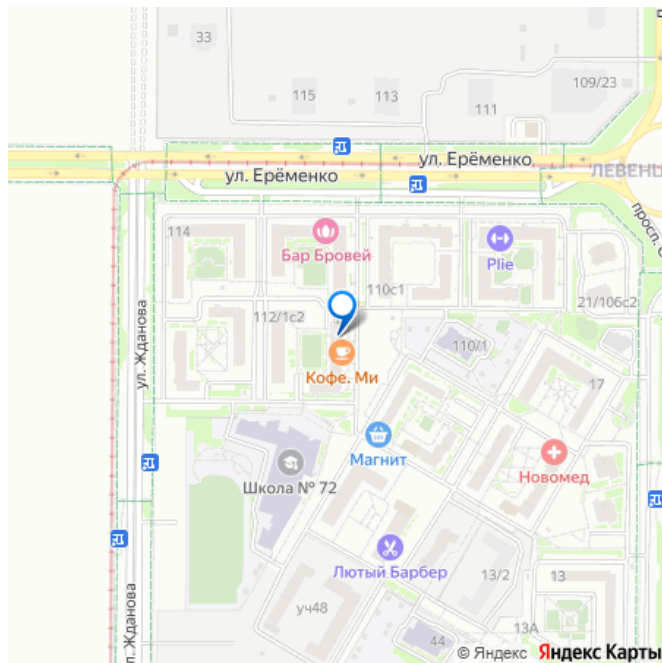 33
115
113
111
109/23
ул. Ерёменко
ул. Ерёменко
ЛЕВЕНЦ
просп. С
114
Бар Бровей
Plie
110с1
21/106с2
112/1с2
ул. Жданова
110/1
Кофе. Ми
17
Магнит
Новомед
Школа № 72
Лютый Барбер
13/2
13
уч48
13А
44
л. Жданова
© Яндекс Яндекс Карты